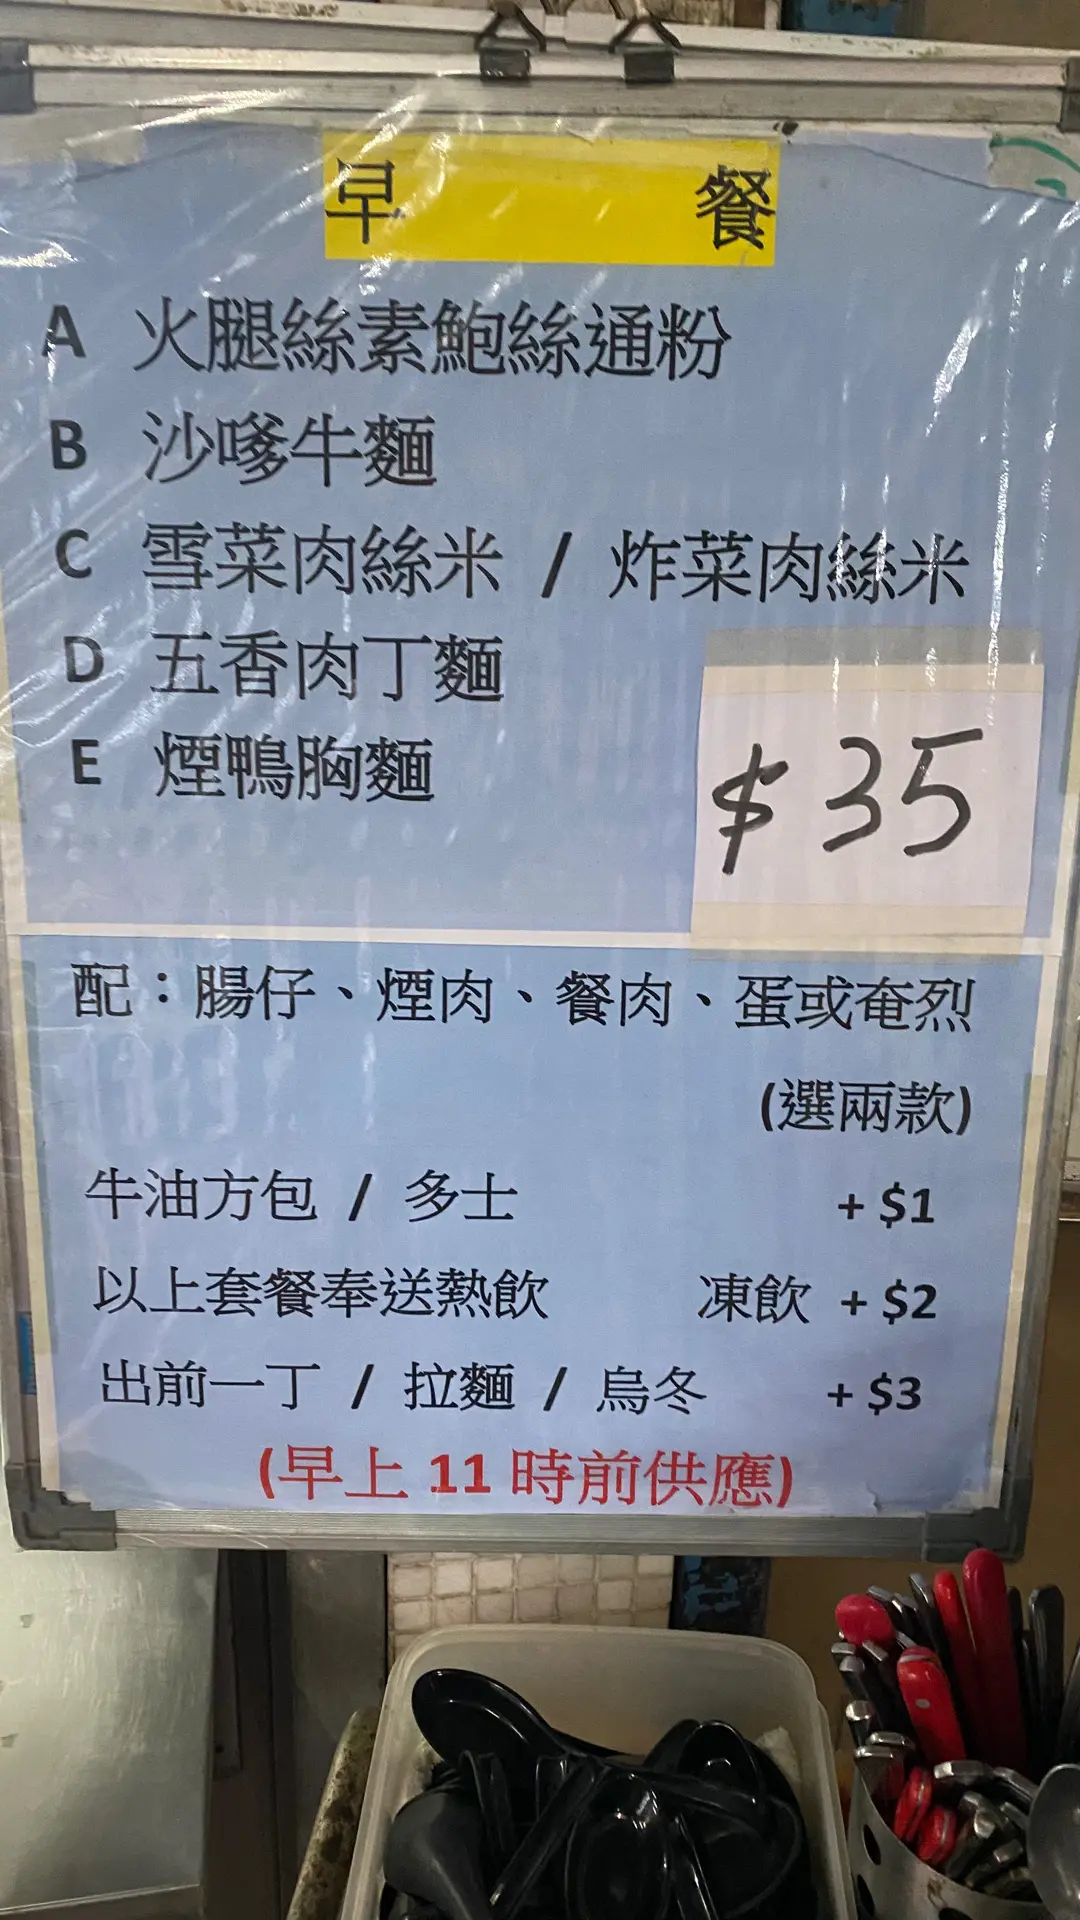 早 餐
A 火腿絲素鮑絲通粉
B 沙嗲牛麵
C 雪菜肉絲米 / 炸菜肉絲米
D 五香肉丁麵
E 煙鴨胸麵
$35
配：腸仔、煙肉、餐肉、蛋或奄烈
(選兩款)
牛油方包 / 多士 + $1
以上套餐奉送熱飲 凍飲 + $2
出前一丁 / 拉麵 / 烏冬 + $3
(早上 11 時前供應)